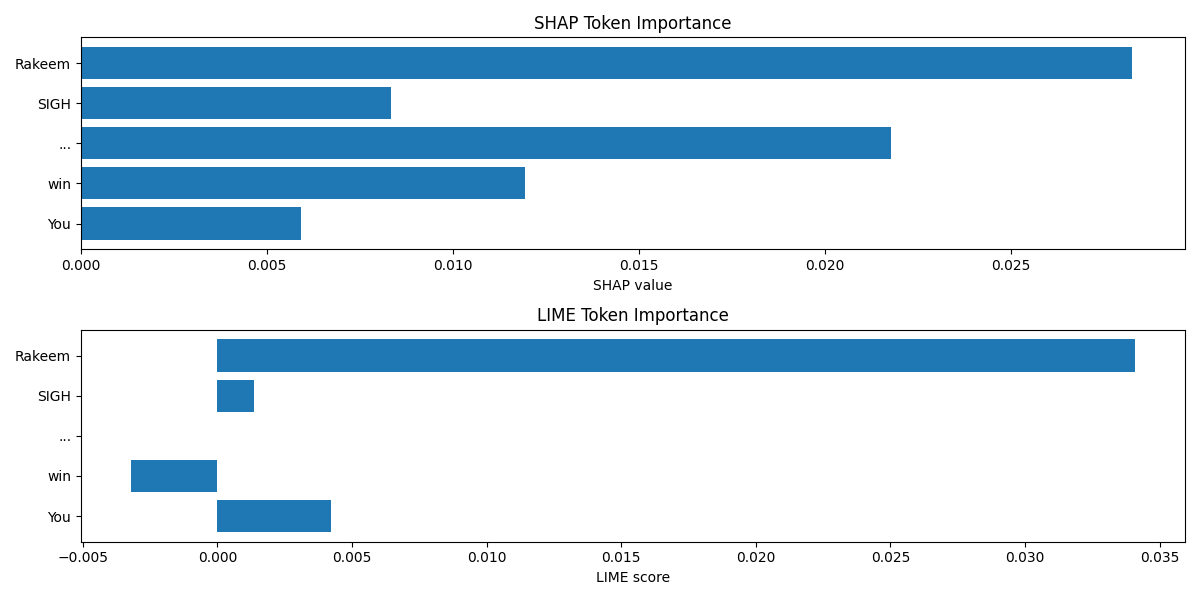 SHAP Token Importance
Rakeem
SIGH
...
win
You
0.000 0.005 0.010 0.015 0.020 0.025
SHAP value
LIME Token Importance
Rakeem
SIGH
...
win
You
−0.005 0.000 0.005 0.010 0.015 0.020 0.025 0.030 0.035
LIME score